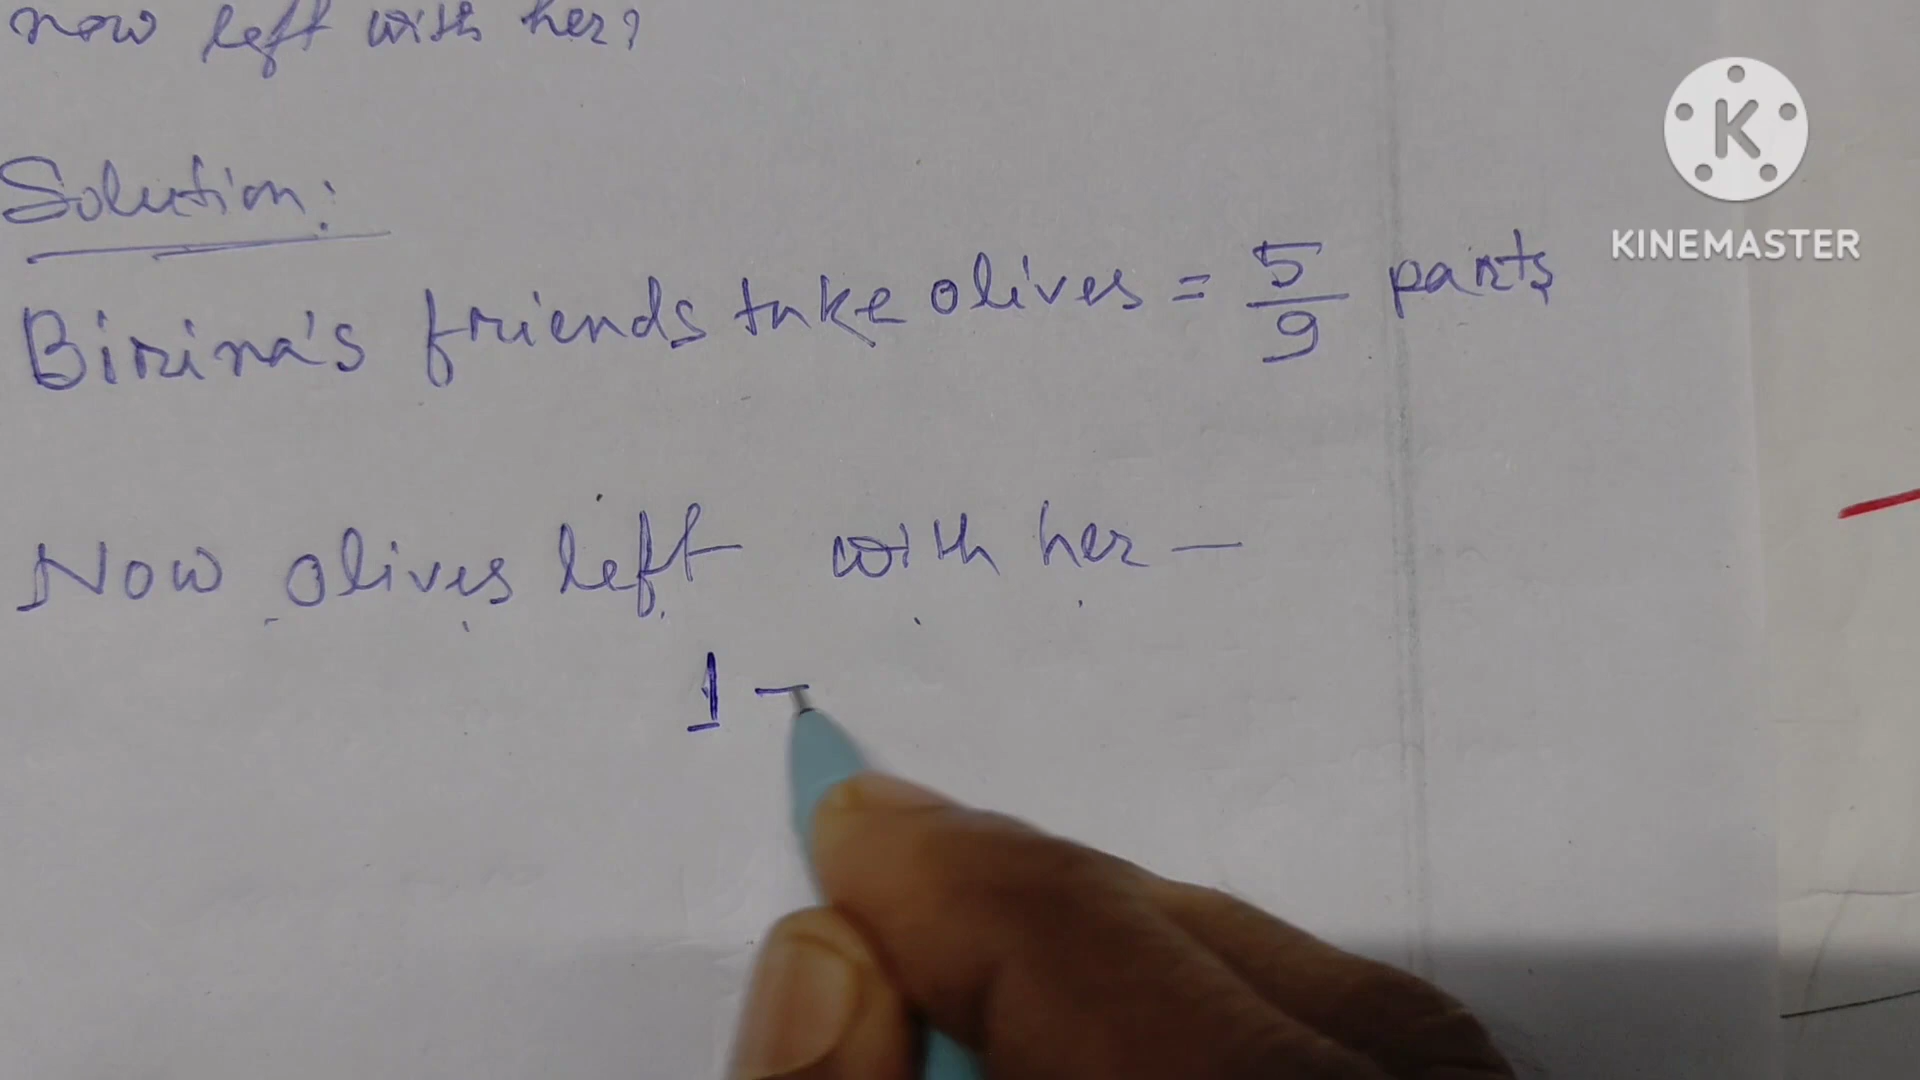 now left with her?
K
KINEMASTER
Solution:
Birina's friends take olives = 5/9 parts
Now olives left with her —
1 -